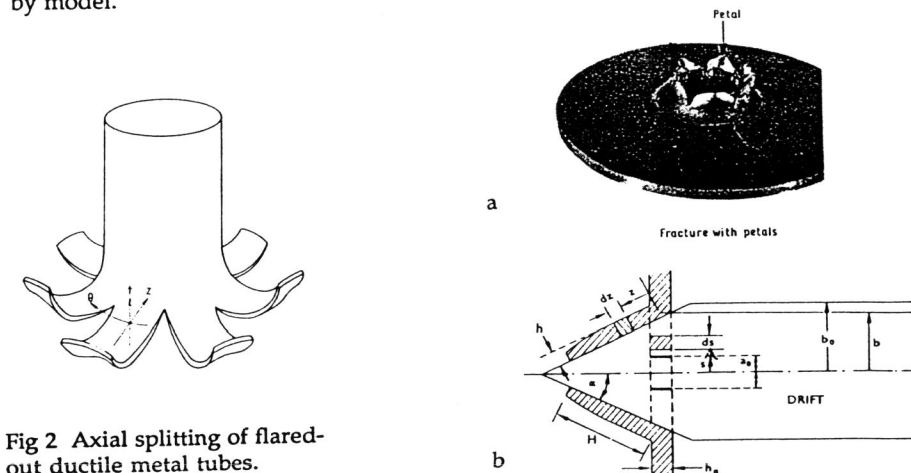 by model.
θ
t
z
Fig 2 Axial splitting of flared-
out ductile metal tubes.
Petal
a
Fracture with petals
dz
z
h
α
H
ds
s
a₀
b₀
b
DRIFT
h₀
b